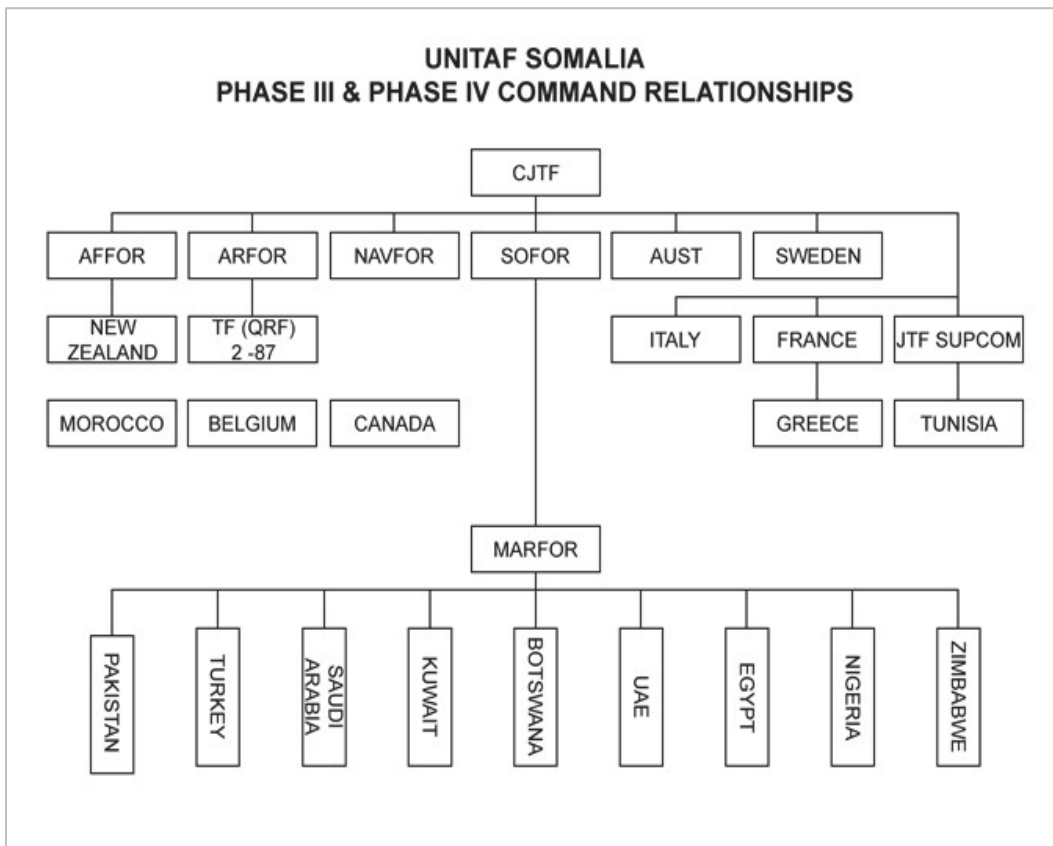 UNITAF SOMALIA
PHASE III & PHASE IV COMMAND RELATIONSHIPS
CJTF
AFFOR
ARFOR
NAVFOR
SOFOR
AUST
SWEDEN
NEW
ZEALAND
TF (QRF)
2 -87
ITALY
FRANCE
JTF SUPCOM
MOROCCO
BELGIUM
CANADA
GREECE
TUNISIA
MARFOR
PAKISTAN
TURKEY
SAUDI
ARABIA
KUWAIT
BOTSWANA
UAE
EGYPT
NIGERIA
ZIMBABWE